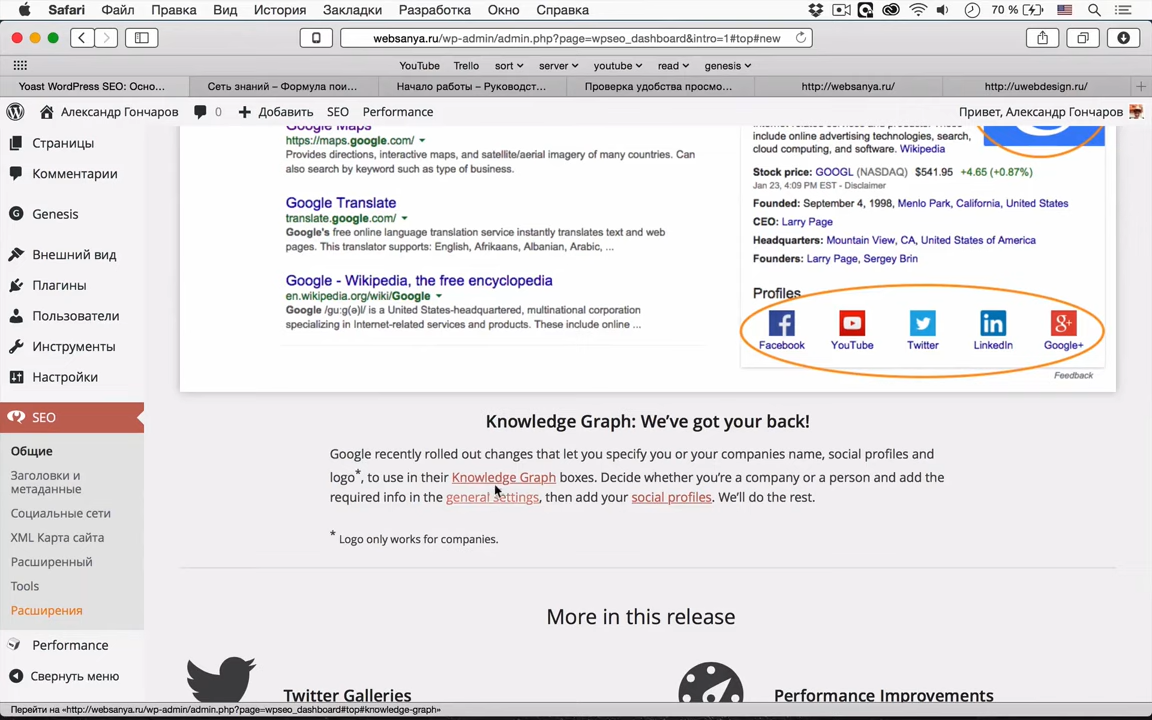 Safari Файл Правка Вид История Закладки Разработка Окно Справка 70 %
websanya.ru/wp-admin/admin.php?page=wpseo_dashboard&intro=1#top#new
YouTube Trello sort server youtube read genesis
Yoast WordPress SEO: Осно... Сеть знаний – Формула пои... Начало работы – Руководст... Проверка удобства просмо... http://websanya.ru/ http://uwebdesign.ru/
Александр Гончаров 0 Добавить SEO Performance Привет, Александр Гончаров
Страницы
Комментарии
Genesis
Внешний вид
Плагины
Пользователи
Инструменты
Настройки
SEO
Общие
Заголовки и
метаданные
Социальные сети
XML Карта сайта
Расширенный
Tools
Расширения
Performance
Свернуть меню
Google Maps
https://maps.google.com/
Provides directions, interactive maps, and satellite/aerial imagery of many countries. Can
also search by keyword such as type of business.
Google Translate
translate.google.com/
Google's free online language translation service instantly translates text and web
pages. This translator supports: English, Afrikaans, Albanian, Arabic, ...
Google - Wikipedia, the free encyclopedia
en.wikipedia.org/wiki/Google
Google /ɡuːɡ(ə)l/ is a United States-headquartered, multinational corporation
specializing in Internet-related services and products. These include online ...
include online advertising technologies, search,
cloud computing, and software. Wikipedia
Stock price: GOOGL (NASDAQ) $541.95 +4.65 (+0.87%)
Jan 23, 4:09 PM EST - Disclaimer
Founded: September 4, 1998, Menlo Park, California, United States
CEO: Larry Page
Headquarters: Mountain View, CA, United States of America
Founders: Larry Page, Sergey Brin
Profiles
Facebook YouTube Twitter LinkedIn Google+
Feedback
Knowledge Graph: We've got your back!
Google recently rolled out changes that let you specify you or your companies name, social profiles and
logo*, to use in their Knowledge Graph boxes. Decide whether you're a company or a person and add the
required info in the general settings, then add your social profiles. We'll do the rest.
* Logo only works for companies.
More in this release
Twitter Galleries Performance Improvements
Перейти на «http://websanya.ru/wp-admin/admin.php?page=wpseo_dashboard#top#knowledge-graph»